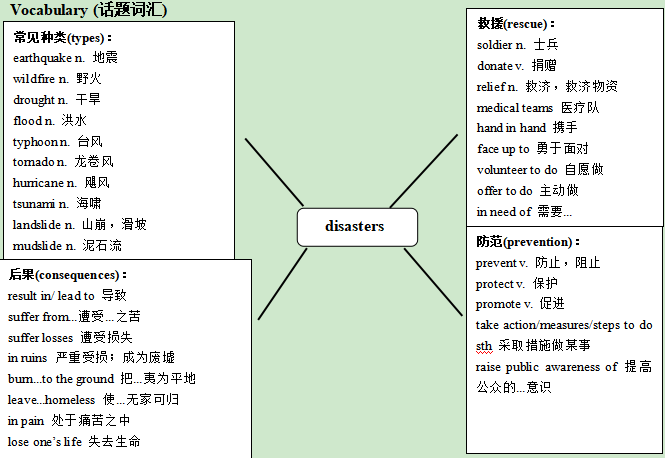 Vocabulary (话题词汇)
常见种类(types)：
earthquake n. 地震
wildfire n. 野火
drought n. 干旱
flood n. 洪水
typhoon n. 台风
tornado n. 龙卷风
hurricane n. 飓风
tsunami n. 海啸
landslide n. 山崩，滑坡
mudslide n. 泥石流
后果(consequences)：
result in/ lead to 导致
suffer from...遭受...之苦
suffer losses 遭受损失
in ruins 严重受损；成为废墟
burn...to the ground 把...夷为平地
leave...homeless 使...无家可归
in pain 处于痛苦之中
lose one's life 失去生命
disasters
救援(rescue)：
soldier n. 士兵
donate v. 捐赠
relief n. 救济，救济物资
medical teams 医疗队
hand in hand 携手
face up to 勇于面对
volunteer to do 自愿做
offer to do 主动做
in need of 需要...
防范(prevention)：
prevent v. 防止，阻止
protect v. 保护
promote v. 促进
take action/measures/steps to do
sth 采取措施做某事
raise public awareness of 提高
公众的...意识